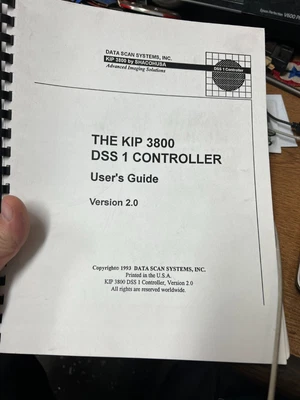 DATA SCAN SYSTEMS, INC.
KIP 3800 by SHACOHUSA
Advanced Imaging Solutions
DSS 1 Controller
THE KIP 3800
DSS 1 CONTROLLER
User's Guide
Version 2.0
Copyright© 1993 DATA SCAN SYSTEMS, INC.
Printed in the U.S.A.
KIP 3800 DSS 1 Controller, Version 2.0
All rights are reserved worldwide.